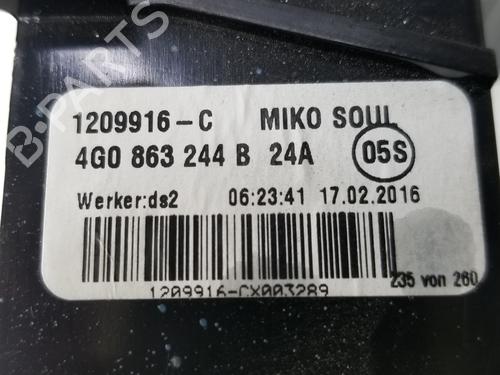 B-PARTS
1209916-C MIKO SOUL
4G0 863 244 B 24A 05S
Werker:ds2 06:23:41 17.02.2016
1209916-CX003289
235 von 260